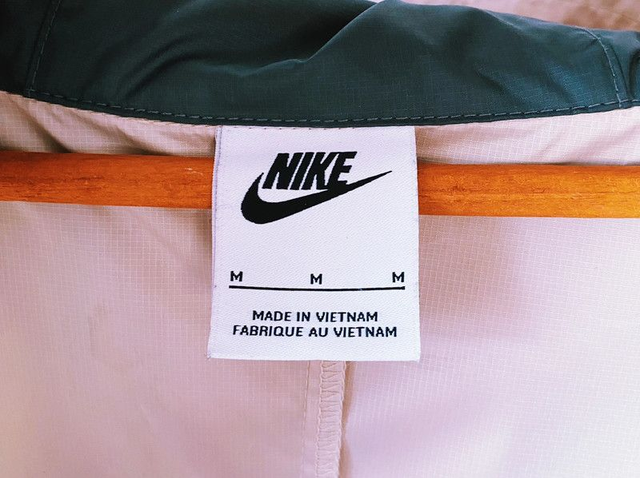 NIKE
M M M
MADE IN VIETNAM
FABRIQUE AU VIETNAM